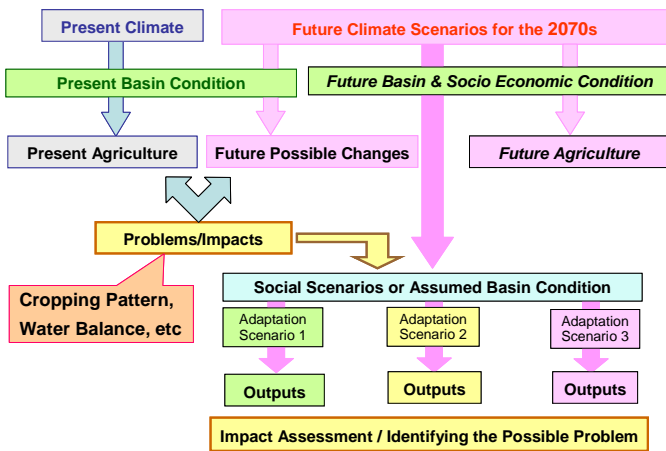 Present Climate
Future Climate Scenarios for the 2070s
Present Basin Condition
Future Basin & Socio Economic Condition
Present Agriculture
Future Possible Changes
Future Agriculture
Problems/Impacts
Cropping Pattern,
Water Balance, etc
Social Scenarios or Assumed Basin Condition
Adaptation
Scenario 1
Adaptation
Scenario 2
Adaptation
Scenario 3
Outputs
Outputs
Outputs
Impact Assessment / Identifying the Possible Problem